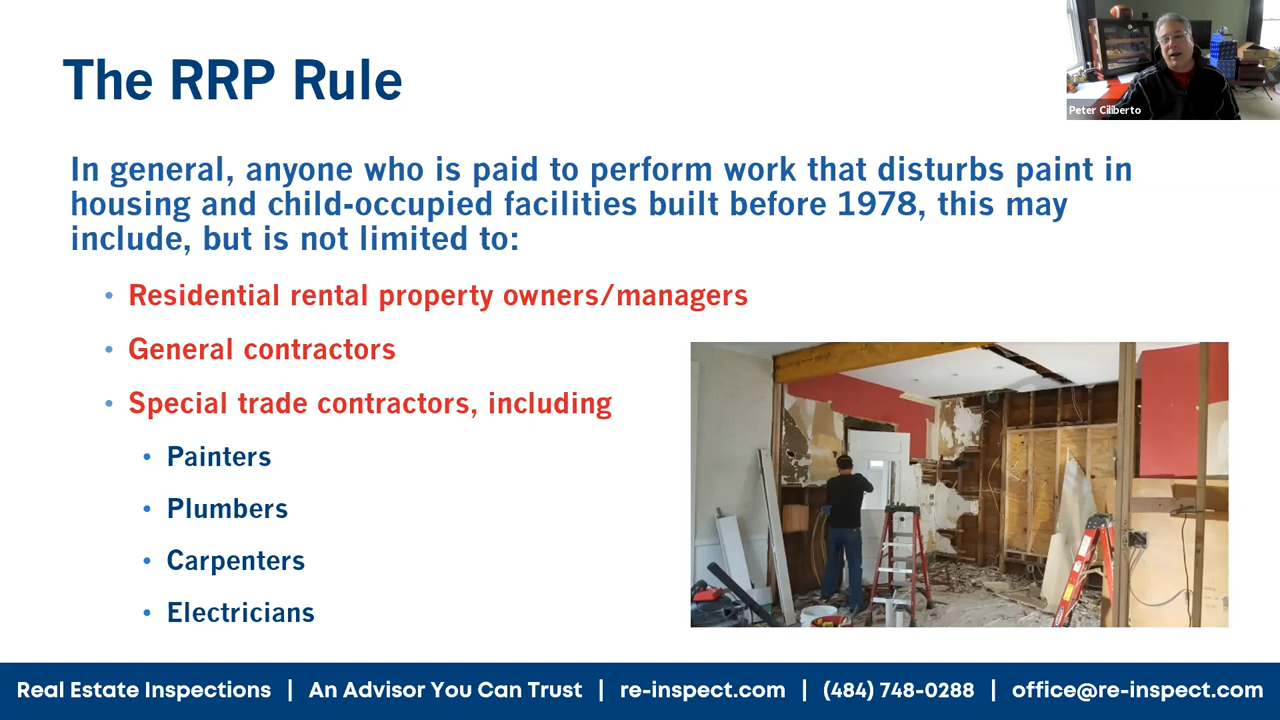 The RRP Rule
Peter Ciliberto
In general, anyone who is paid to perform work that disturbs paint in
housing and child-occupied facilities built before 1978, this may
include, but is not limited to:
• Residential rental property owners/managers
• General contractors
• Special trade contractors, including
• Painters
• Plumbers
• Carpenters
• Electricians
Real Estate Inspections | An Advisor You Can Trust | re-inspect.com | (484) 748-0288 | office@re-inspect.com